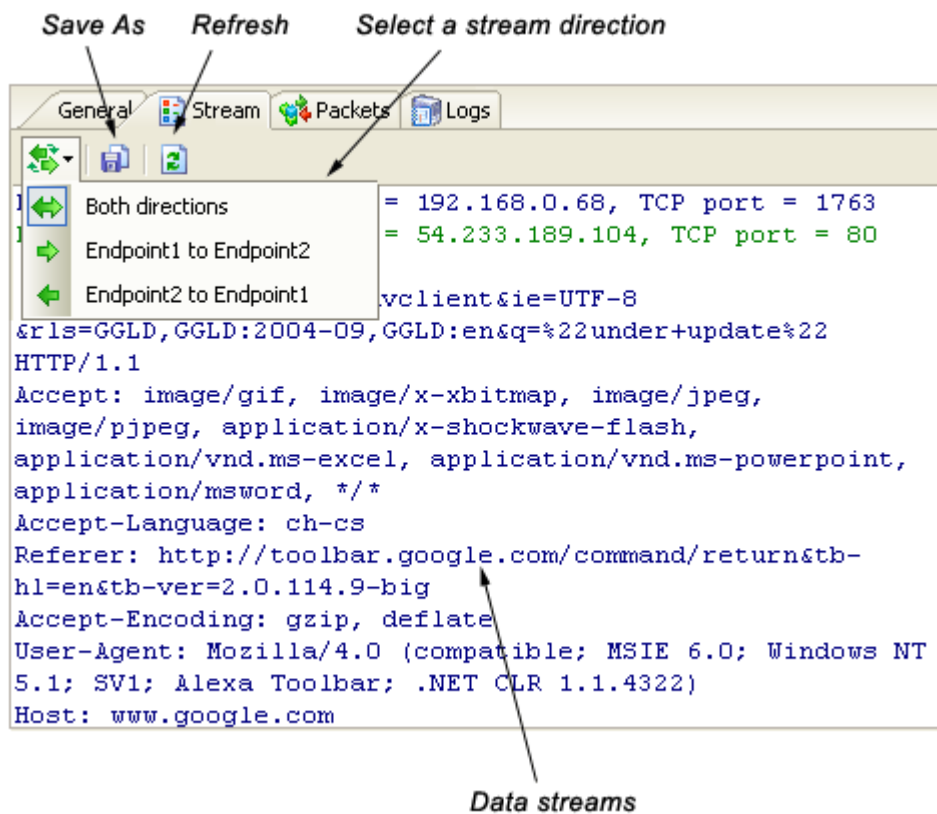 Save As Refresh Select a stream direction
General Stream Packets Logs
Both directions
Endpoint1 to Endpoint2
Endpoint2 to Endpoint1
= 192.168.0.68, TCP port = 1763
= 54.233.189.104, TCP port = 80
vclient&ie=UTF-8
&rls=GGLD,GGLD:2004-09,GGLD:en&q=%22under+update%22
HTTP/1.1
Accept: image/gif, image/x-xbitmap, image/jpeg,
image/pjpeg, application/x-shockwave-flash,
application/vnd.ms-excel, application/vnd.ms-powerpoint,
application/msword, */*
Accept-Language: ch-cs
Referer: http://toolbar.google.com/command/return&tb-
hl=en&tb-ver=2.0.114.9-big
Accept-Encoding: gzip, deflate
User-Agent: Mozilla/4.0 (compatible; MSIE 6.0; Windows NT
5.1; SV1; Alexa Toolbar; .NET CLR 1.1.4322)
Host: www.google.com
Data streams